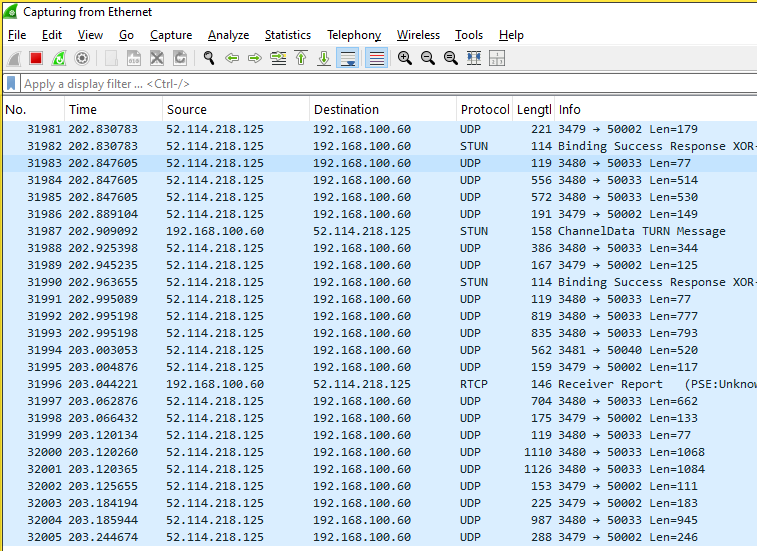 Capturing from Ethernet
File Edit View Go Capture Analyze Statistics Telephony Wireless Tools Help
Apply a display filter ... <Ctrl-/>
No. Time Source Destination Protocol Lengtl Info
31981 202.830783 52.114.218.125 192.168.100.60 UDP 221 3479 → 50002 Len=179
31982 202.830783 52.114.218.125 192.168.100.60 STUN 114 Binding Success Response XOR-
31983 202.847605 52.114.218.125 192.168.100.60 UDP 119 3480 → 50033 Len=77
31984 202.847605 52.114.218.125 192.168.100.60 UDP 556 3480 → 50033 Len=514
31985 202.847605 52.114.218.125 192.168.100.60 UDP 572 3480 → 50033 Len=530
31986 202.889104 52.114.218.125 192.168.100.60 UDP 191 3479 → 50002 Len=149
31987 202.909092 192.168.100.60 52.114.218.125 STUN 158 ChannelData TURN Message
31988 202.925398 52.114.218.125 192.168.100.60 UDP 386 3480 → 50033 Len=344
31989 202.945235 52.114.218.125 192.168.100.60 UDP 167 3479 → 50002 Len=125
31990 202.963655 52.114.218.125 192.168.100.60 STUN 114 Binding Success Response XOR-
31991 202.995089 52.114.218.125 192.168.100.60 UDP 119 3480 → 50033 Len=77
31992 202.995198 52.114.218.125 192.168.100.60 UDP 819 3480 → 50033 Len=777
31993 202.995198 52.114.218.125 192.168.100.60 UDP 835 3480 → 50033 Len=793
31994 203.003053 52.114.218.125 192.168.100.60 UDP 562 3481 → 50040 Len=520
31995 203.004876 52.114.218.125 192.168.100.60 UDP 159 3479 → 50002 Len=117
31996 203.044221 192.168.100.60 52.114.218.125 RTCP 146 Receiver Report (PSE:Unknow
31997 203.062876 52.114.218.125 192.168.100.60 UDP 704 3480 → 50033 Len=662
31998 203.066432 52.114.218.125 192.168.100.60 UDP 175 3479 → 50002 Len=133
31999 203.120134 52.114.218.125 192.168.100.60 UDP 119 3480 → 50033 Len=77
32000 203.120260 52.114.218.125 192.168.100.60 UDP 1110 3480 → 50033 Len=1068
32001 203.120365 52.114.218.125 192.168.100.60 UDP 1126 3480 → 50033 Len=1084
32002 203.125655 52.114.218.125 192.168.100.60 UDP 153 3479 → 50002 Len=111
32003 203.184194 52.114.218.125 192.168.100.60 UDP 225 3479 → 50002 Len=183
32004 203.185944 52.114.218.125 192.168.100.60 UDP 987 3480 → 50033 Len=945
32005 203.244674 52.114.218.125 192.168.100.60 UDP 288 3479 → 50002 Len=246